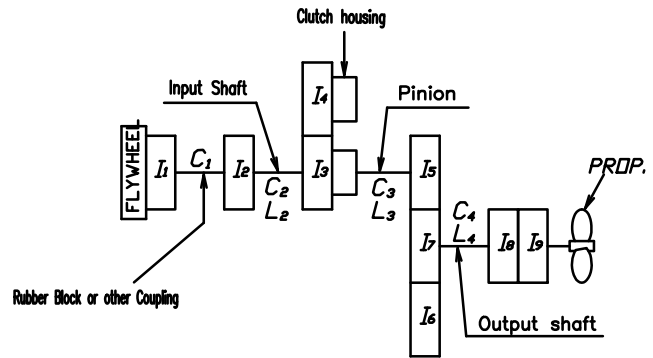 Clutch housing
Input Shaft
I4
Pinion
FLYWHEEL
I1
C1
I2
C2
L2
I3
C3
L3
I5
PROP.
I7
C4
L4
I8
I9
Rubber Block or other Coupling
I6
Output shaft